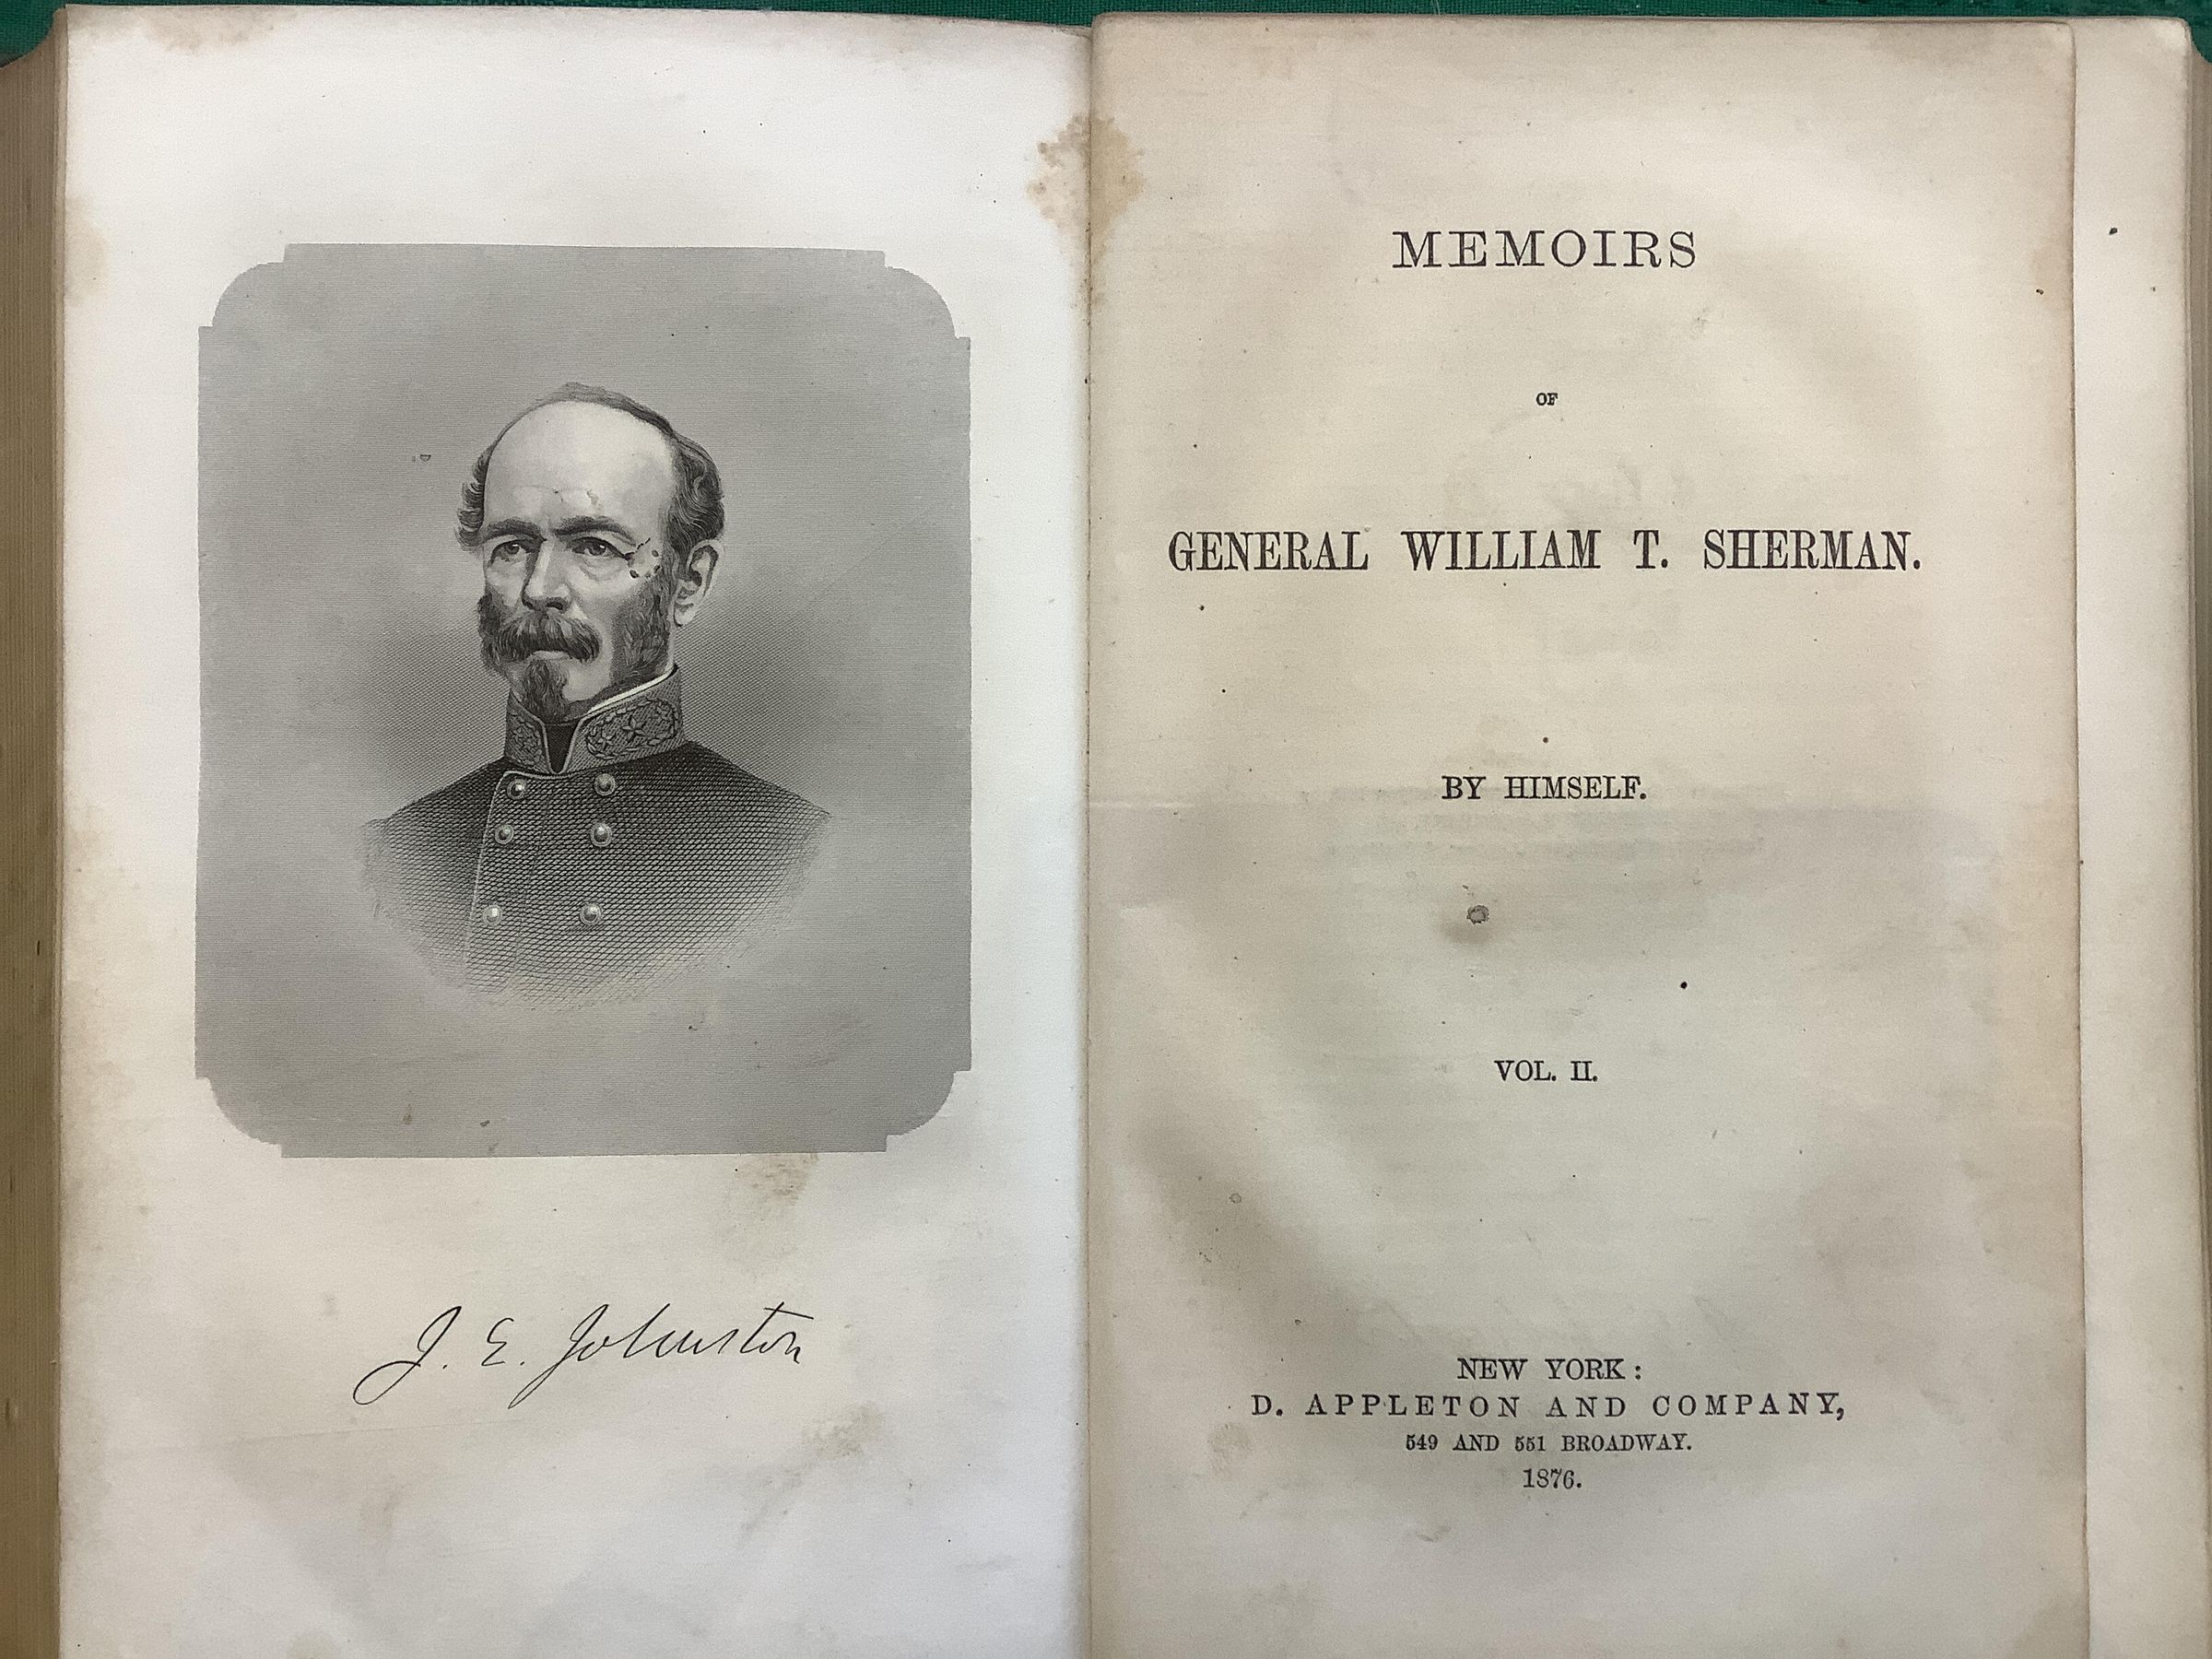 J. E. Johnston
MEMOIRS
OF
GENERAL WILLIAM T. SHERMAN.
BY HIMSELF.
VOL. II.
NEW YORK:
D. APPLETON AND COMPANY,
549 AND 551 BROADWAY.
1876.